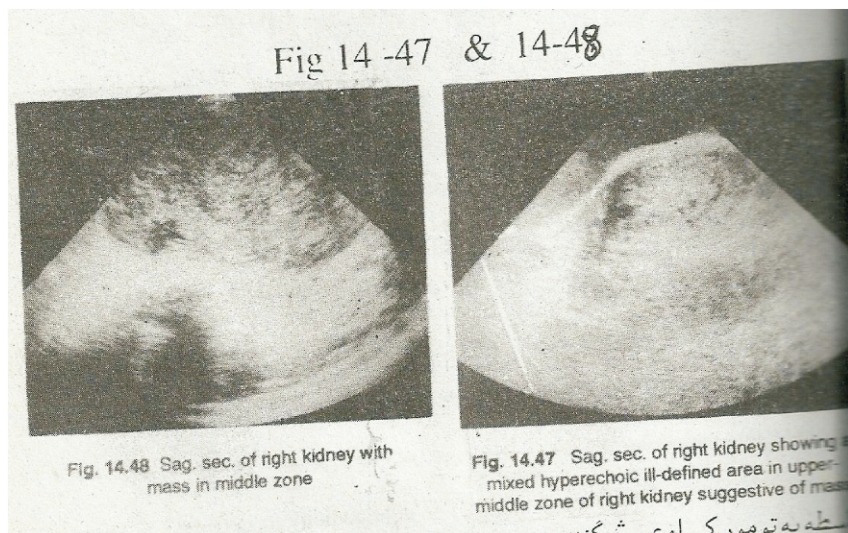 Fig 14 -47 & 14-48
Fig. 14.48 Sag. sec. of right kidney with
mass in middle zone
Fig. 14.47 Sag. sec. of right kidney showing a
mixed hyperechoic ill-defined area in upper-
middle zone of right kidney suggestive of mass